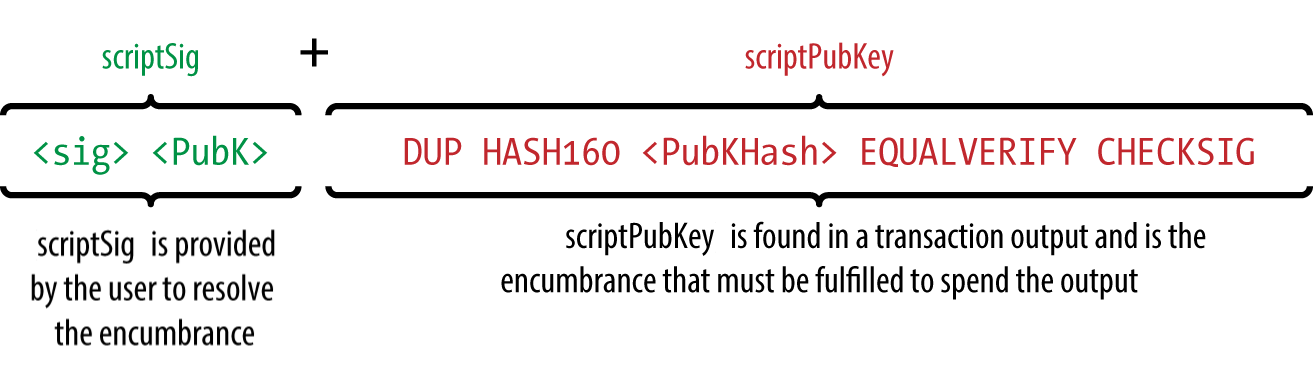 scriptSig + scriptPubKey
<sig> <PubK> DUP HASH160 <PubKHash> EQUALVERIFY CHECKSIG
scriptSig is provided
by the user to resolve
the encumbrance
scriptPubKey is found in a transaction output and is the
encumbrance that must be fulfilled to spend the output